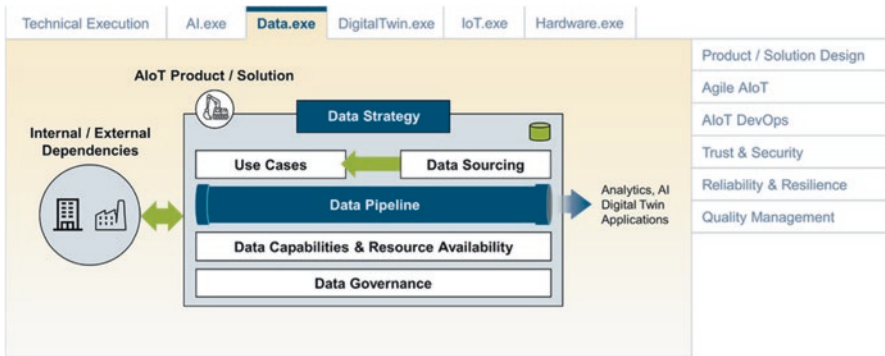 Technical Execution
AI.exe
Data.exe
DigitalTwin.exe
IoT.exe
Hardware.exe
Product / Solution Design
Agile AIoT
AIoT DevOps
Trust & Security
Reliability & Resilience
Quality Management
AIoT Product / Solution
Data Strategy
Internal / External
Dependencies
Use Cases
Data Sourcing
Data Pipeline
Analytics, AI
Digital Twin
Applications
Data Capabilities & Resource Availability
Data Governance